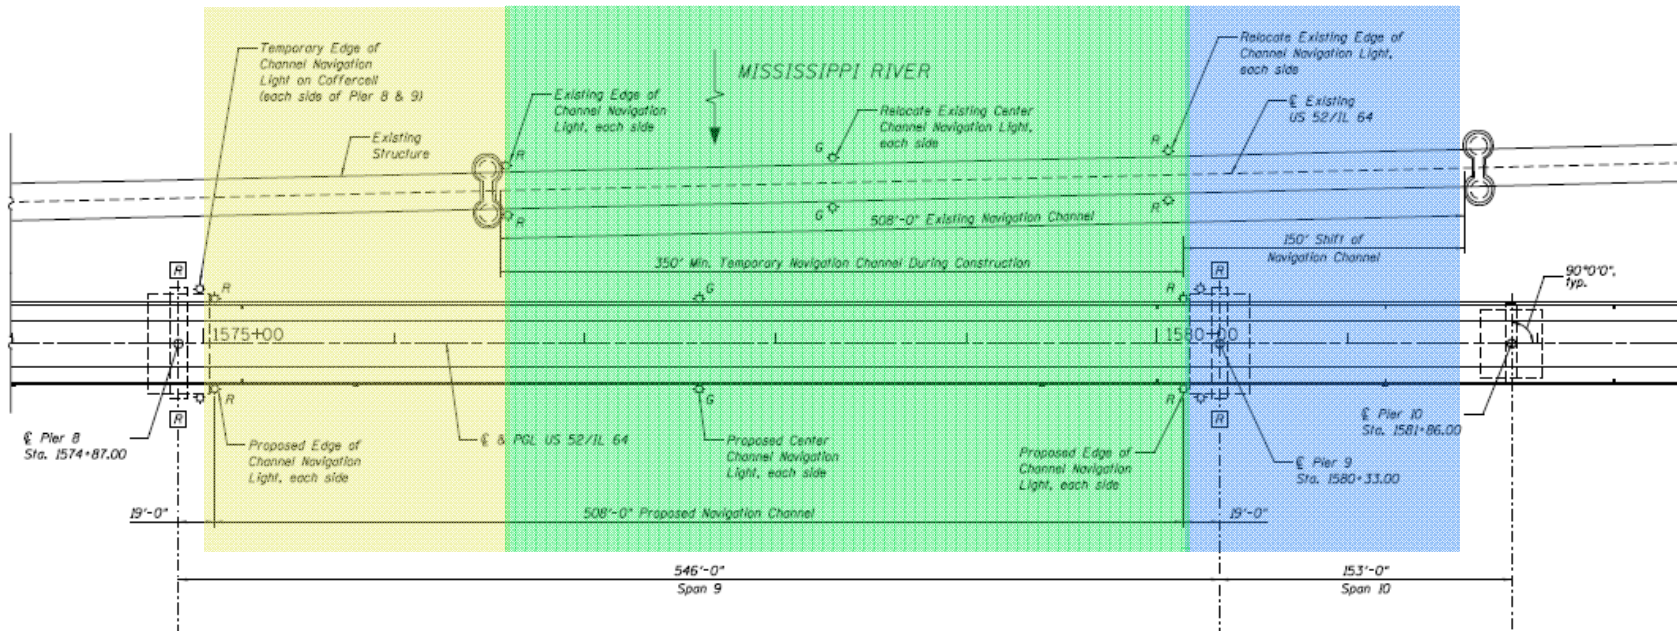 Temporary Edge of
Channel Navigation
Light on Coffercell
(each side of Pier 8 & 9)
Existing
Structure
Existing Edge of
Channel Navigation
Light, each side
MISSISSIPPI RIVER
Relocate Existing Center
Channel Navigation Light,
each side
Relocate Existing Edge of
Channel Navigation Light,
each side
℄ Existing
US 52/IL 64
R
G
R
R
G
R
508'-0" Existing Navigation Channel
150' Shift of
Navigation Channel
350' Min. Temporary Navigation Channel During Construction
R
R
90°0'0",
typ.
R
G
R
1575+00
1580+00
R
G
R
R
R
℄ Pier 8
Sta. 1574+87.00
Proposed Edge of
Channel Navigation
Light, each side
℄ & PGL US 52/IL 64
Proposed Center
Channel Navigation
Light, each side
Proposed Edge of
Channel Navigation
Light, each side
℄ Pier 9
Sta. 1580+33.00
℄ Pier 10
Sta. 1581+86.00
19'-0"
508'-0" Proposed Navigation Channel
19'-0"
546'-0"
Span 9
153'-0"
Span 10